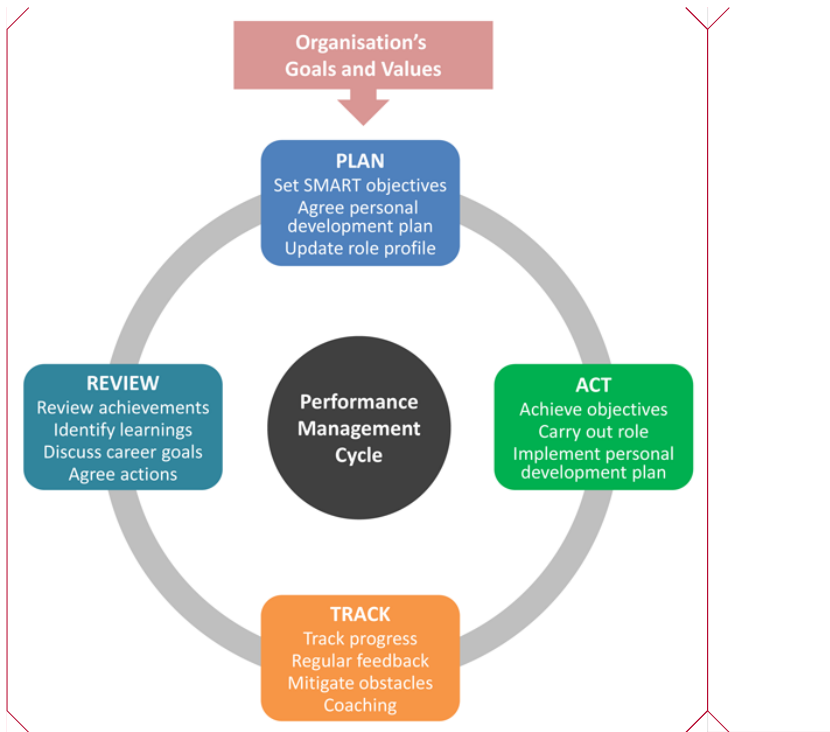 Organisation’s
Goals and Values
PLAN
Set SMART objectives
Agree personal
development plan
Update role profile
REVIEW
Review achievements
Identify learnings
Discuss career goals
Agree actions
Performance
Management
Cycle
ACT
Achieve objectives
Carry out role
Implement personal
development plan
TRACK
Track progress
Regular feedback
Mitigate obstacles
Coaching